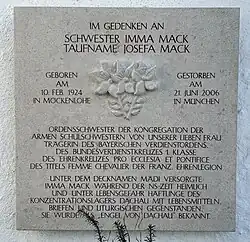 IM GEDENKEN AN
SCHWESTER IMMA MACK
TAUFNAME JOSEFA MACK
GEBOREN
AM
10. FEB. 1924
IN MÖCKENLOHE
GESTORBEN
AM
21. JUNI 2006
IN MÜNCHEN
ORDENSSCHWESTER DER KONGREGATION DER
ARMEN SCHULSCHWESTERN VON UNSERER LIEBEN FRAU
TRÄGERIN DES BAYERISCHEN VERDIENSTORDENS,
DES BUNDESVERDIENSTKREUZES 1. KLASSE
DES EHRENKREUZES PRO ECCLESIA ET PONTIFICE
DES TITELS FEMME CHEVALIER DER FRANZ. EHRENLEGION
UNTER DEM DECKNAMEN MADI VERSORGTE
IMMA MACK WÄHREND DER NS-ZEIT HEIMLICH
UND UNTER LEBENSGEFAHR HÄFTLINGE DES
KONZENTRATIONSLAGERS DACHAU MIT LEBENSMITTELN,
BRIEFEN UND LITURGISCHEN GEGENSTÄNDEN.
SIE WURDE ALS „ENGEL VON DACHAU" BEKANNT.